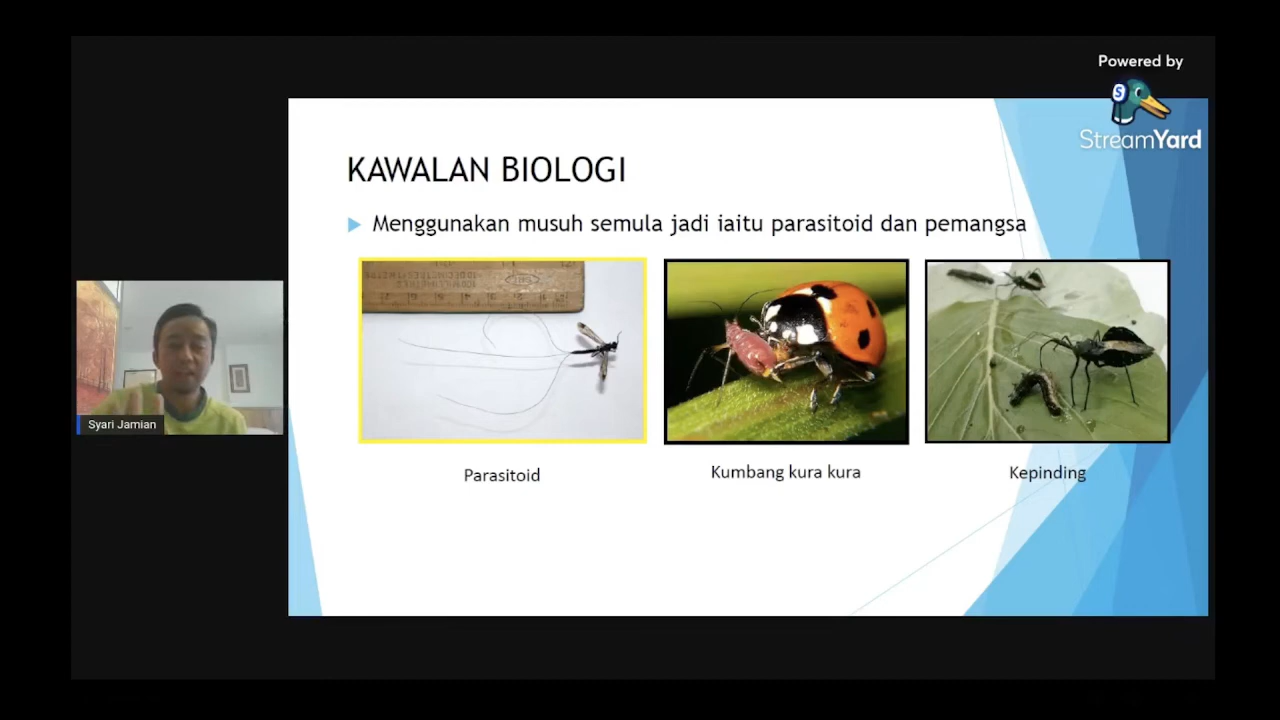 Powered by
StreamYard
KAWALAN BIOLOGI
Menggunakan musuh semula jadi iaitu parasitoid dan pemangsa
Parasitoid
Kumbang kura kura
Kepinding
Syari Jamian